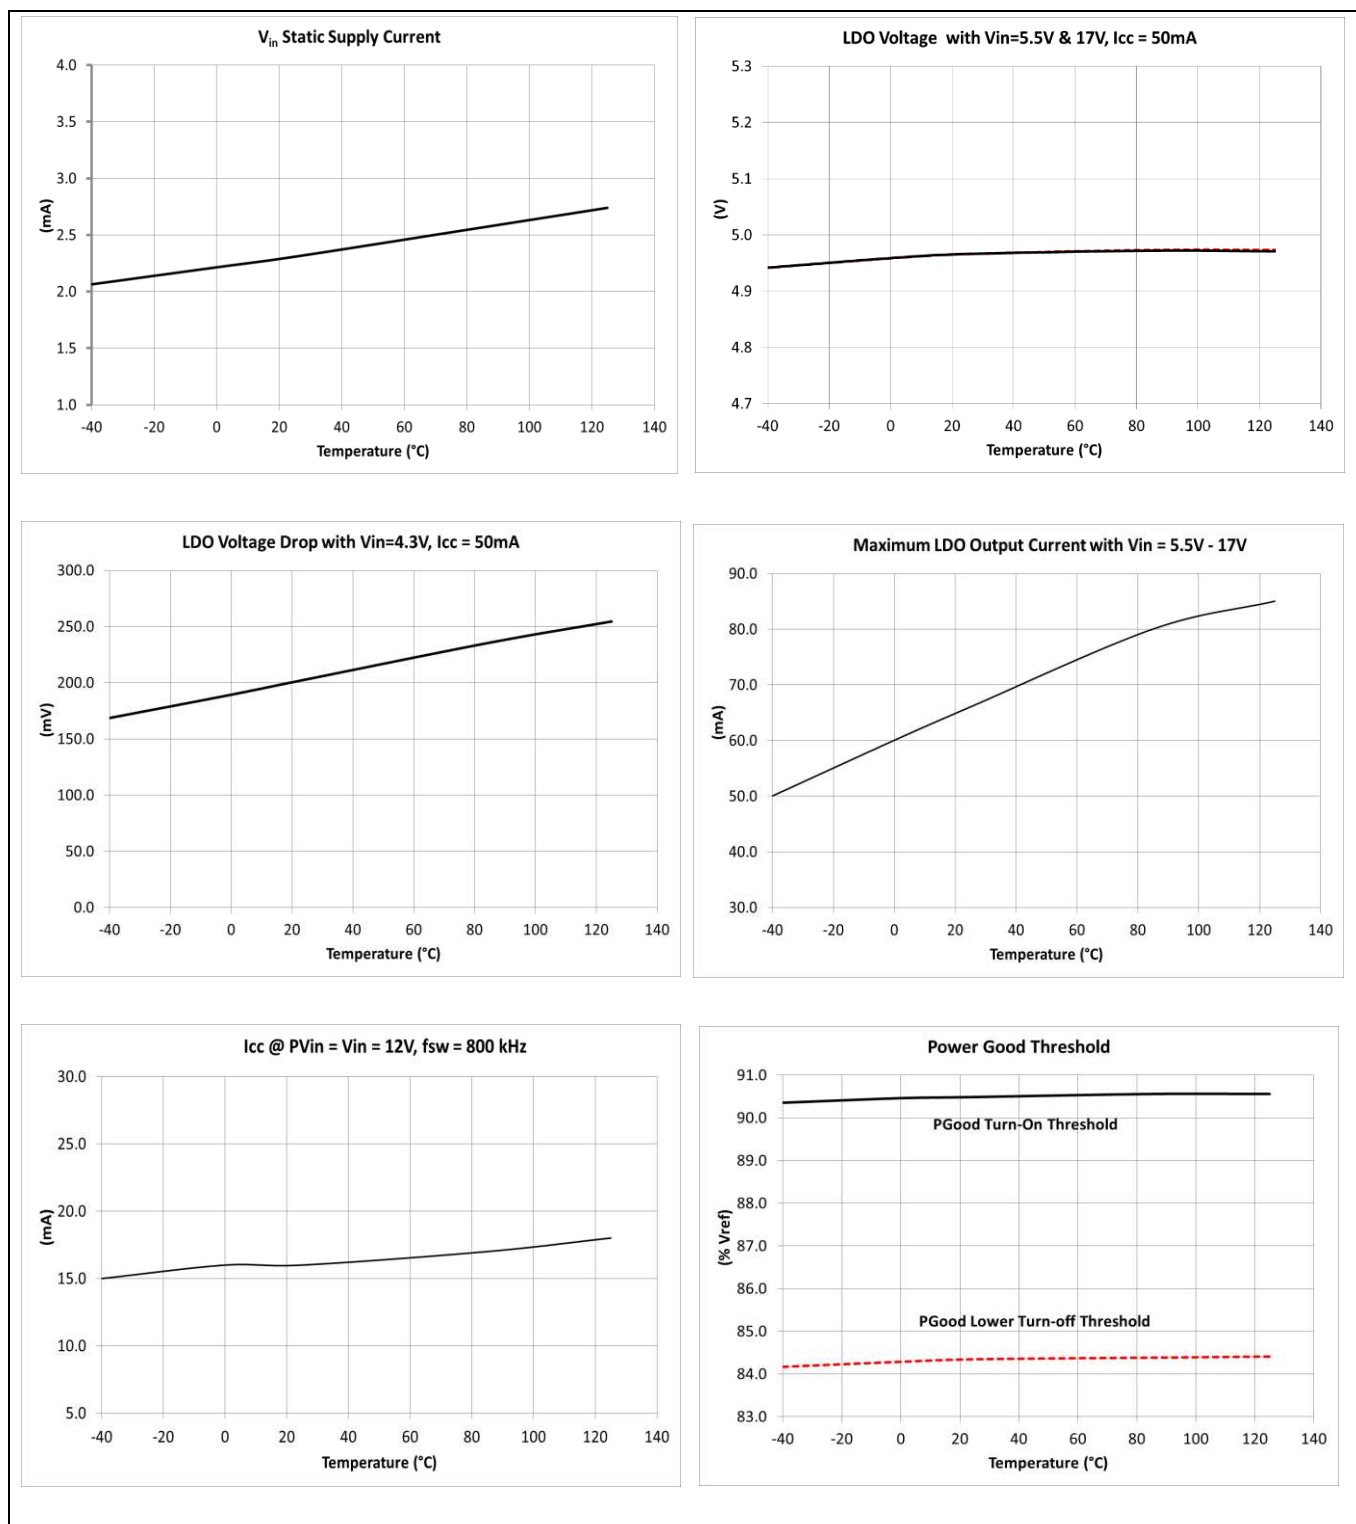 V_in Static Supply Current
4.0
3.5
3.0
2.5
2.0
1.5
1.0
(mA)
-40 -20 0 20 40 60 80 100 120 140
Temperature (°C)
LDO Voltage with Vin=5.5V & 17V, Icc = 50mA
5.3
5.2
5.1
5.0
4.9
4.8
4.7
(V)
-40 -20 0 20 40 60 80 100 120 140
Temperature (°C)
LDO Voltage Drop with Vin=4.3V, Icc = 50mA
300.0
250.0
200.0
150.0
100.0
50.0
0.0
(mV)
-40 -20 0 20 40 60 80 100 120 140
Temperature (°C)
Maximum LDO Output Current with Vin = 5.5V - 17V
90.0
80.0
70.0
60.0
50.0
40.0
30.0
(mA)
-40 -20 0 20 40 60 80 100 120 140
Temperature (°C)
Icc @ PVin = Vin = 12V, fsw = 800 kHz
30.0
25.0
20.0
15.0
10.0
5.0
(mA)
-40 -20 0 20 40 60 80 100 120 140
Temperature (°C)
Power Good Threshold
91.0
90.0
89.0
88.0
87.0
86.0
85.0
84.0
83.0
(% Vref)
PGood Turn-On Threshold
PGood Lower Turn-off Threshold
-40 -20 0 20 40 60 80 100 120 140
Temperature (°C)